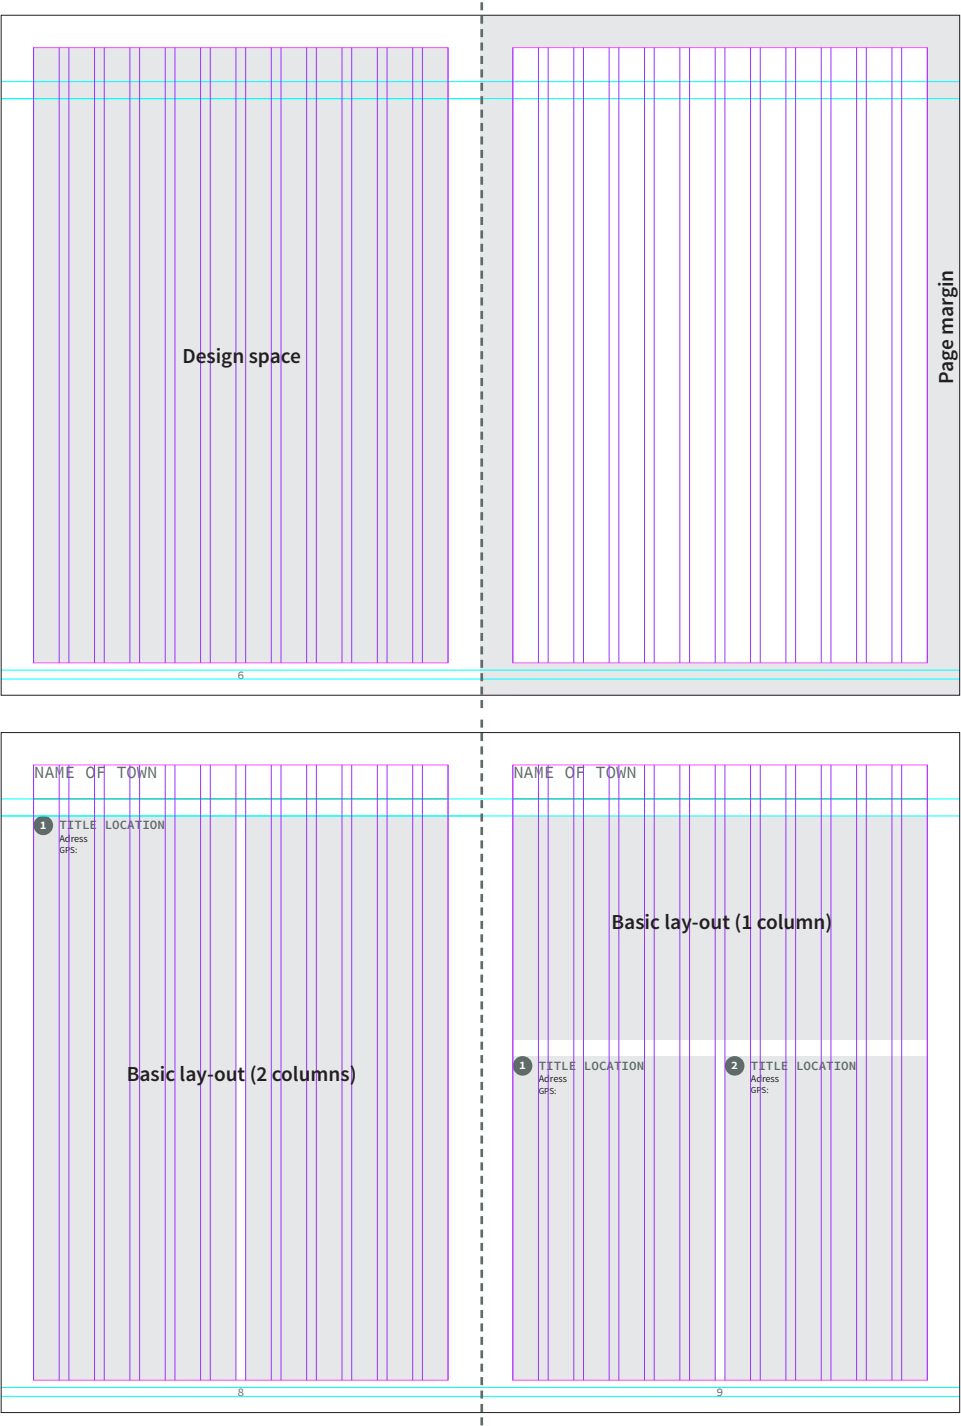 Design space
Page margin
6
NAME OF TOWN
1 TITLE LOCATION
Adress
GPS:
Basic lay-out (2 columns)
8
NAME OF TOWN
Basic lay-out (1 column)
1 TITLE LOCATION
Adress
GPS:
2 TITLE LOCATION
Adress
GPS:
9